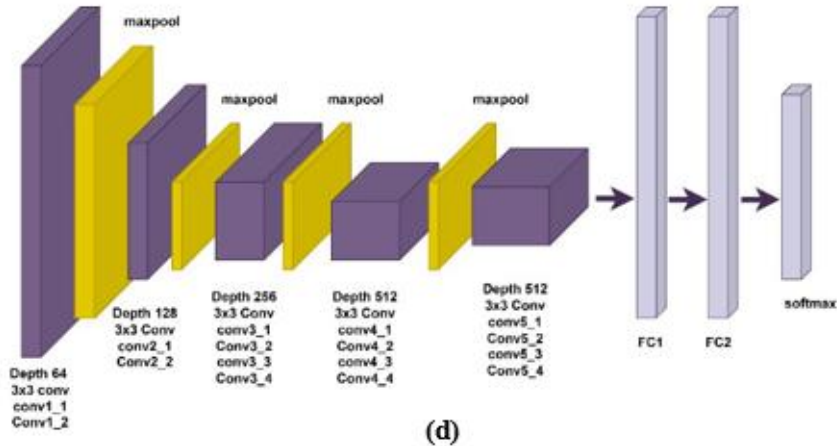 maxpool
maxpool
maxpool
maxpool
Depth 64
3x3 conv
conv1_1
Conv1_2
Depth 128
3x3 Conv
conv2_1
Conv2_2
Depth 256
3x3 Conv
conv3_1
Conv3_2
conv3_3
Conv3_4
Depth 512
3x3 Conv
conv4_1
Conv4_2
conv4_3
Conv4_4
Depth 512
3x3 Conv
conv5_1
Conv5_2
conv5_3
Conv5_4
FC1
FC2
softmax
(d)